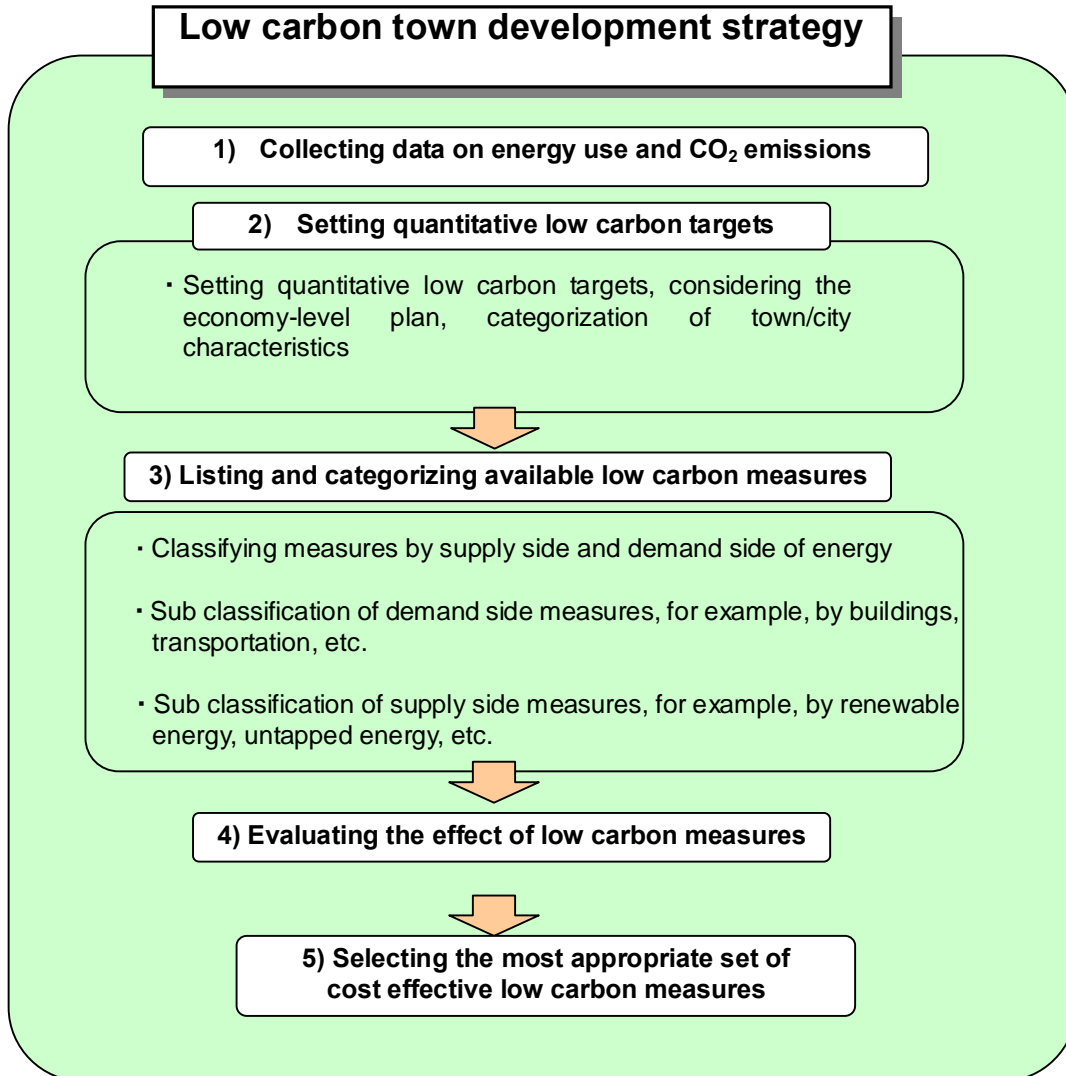 Low carbon town development strategy
1) Collecting data on energy use and CO₂ emissions
2) Setting quantitative low carbon targets
・Setting quantitative low carbon targets, considering the
economy-level plan, categorization of town/city
characteristics
3) Listing and categorizing available low carbon measures
・Classifying measures by supply side and demand side of energy
・Sub classification of demand side measures, for example, by buildings,
transportation, etc.
・Sub classification of supply side measures, for example, by renewable
energy, untapped energy, etc.
4) Evaluating the effect of low carbon measures
5) Selecting the most appropriate set of
cost effective low carbon measures